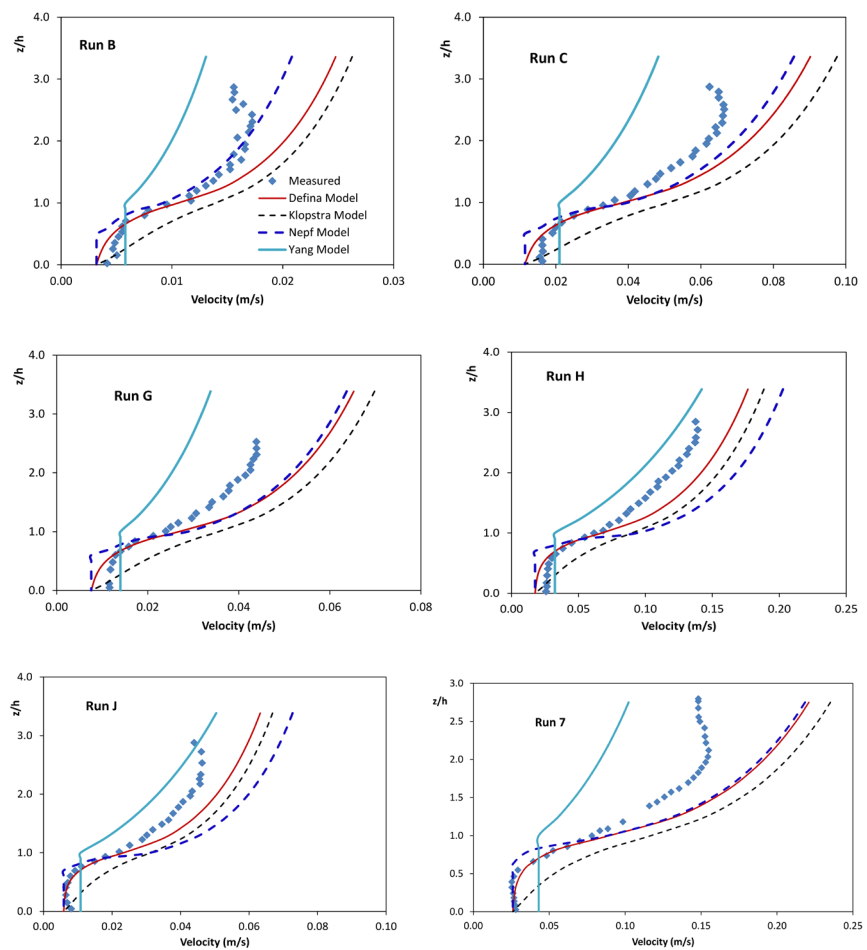 z/h
4.0
Run B
3.0
2.0
Measured
Defina Model
1.0
Klopstra Model
Nepf Model
Yang Model
0.0
0.00 0.01 0.02 0.03
Velocity (m/s)
z/h
4.0
Run C
3.0
2.0
1.0
0.0
0.00 0.02 0.04 0.06 0.08 0.10
Velocity (m/s)
z/h
4.0
Run G
3.0
2.0
1.0
0.0
0.00 0.02 0.04 0.06 0.08
Velocity (m/s)
z/h
4.0
Run H
3.0
2.0
1.0
0.0
0.00 0.05 0.10 0.15 0.20 0.25
Velocity (m/s)
z/h
4.0
Run J
3.0
2.0
1.0
0.0
0.00 0.02 0.04 0.06 0.08 0.10
Velocity (m/s)
z/h
3.0
2.5
Run 7
2.0
1.5
1.0
0.5
0.0
0.00 0.05 0.10 0.15 0.20 0.25
Velocity (m/s)